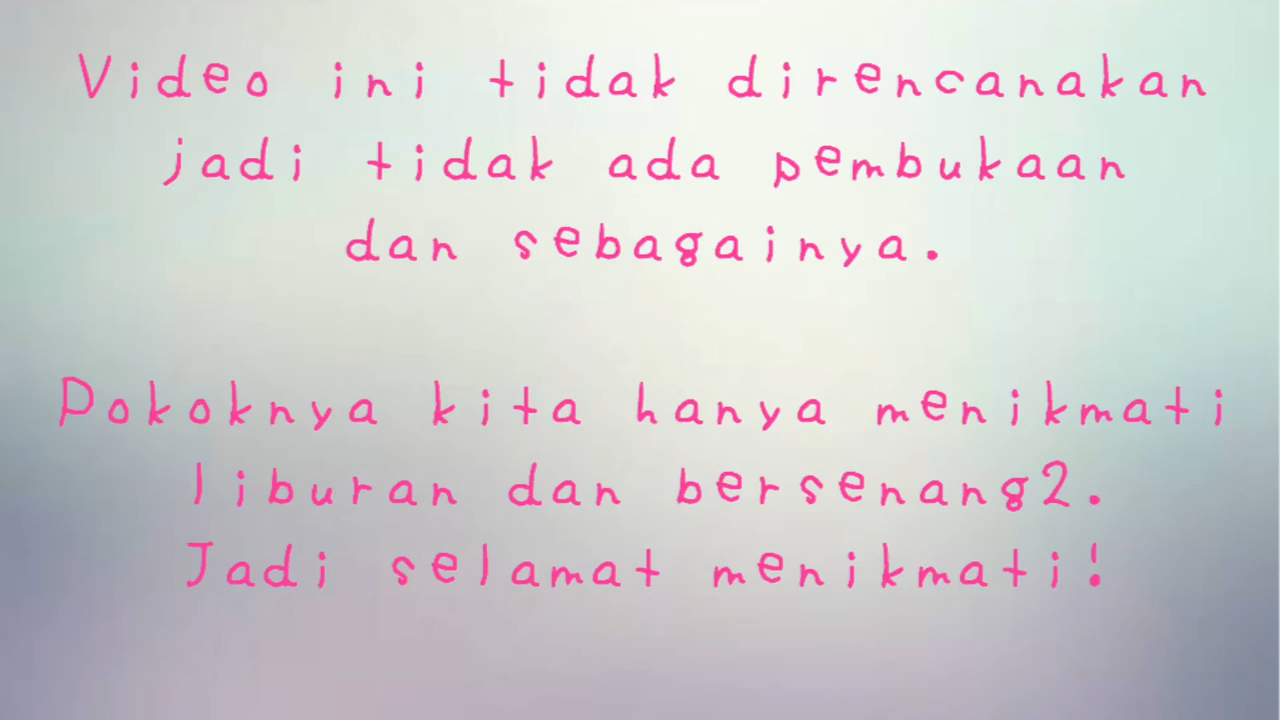 Video ini tidak direncanakan
jadi tidak ada pembukaan
dan sebagainya.
Pokoknya kita hanya menikmati
liburan dan bersenang2.
Jadi selamat menikmati!